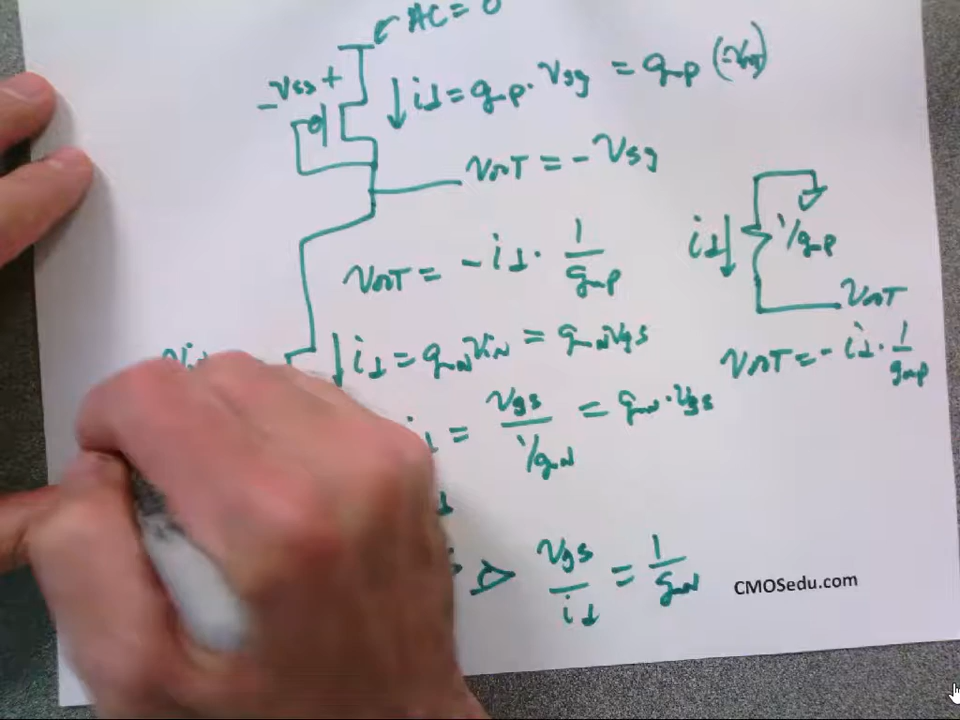 AC = 0
- vsg +
id = gmp · vsg = gmp (-vout)
vout = - vsg
id
1/gmp
vout = - id · 1/gmp
vout
id = gmn vin = gmn vgs
vout = - id · 1/gmp
id = vgs / 1/gmn = gmn · vgs
vgs / id = 1/gmn
CMOSedu.com